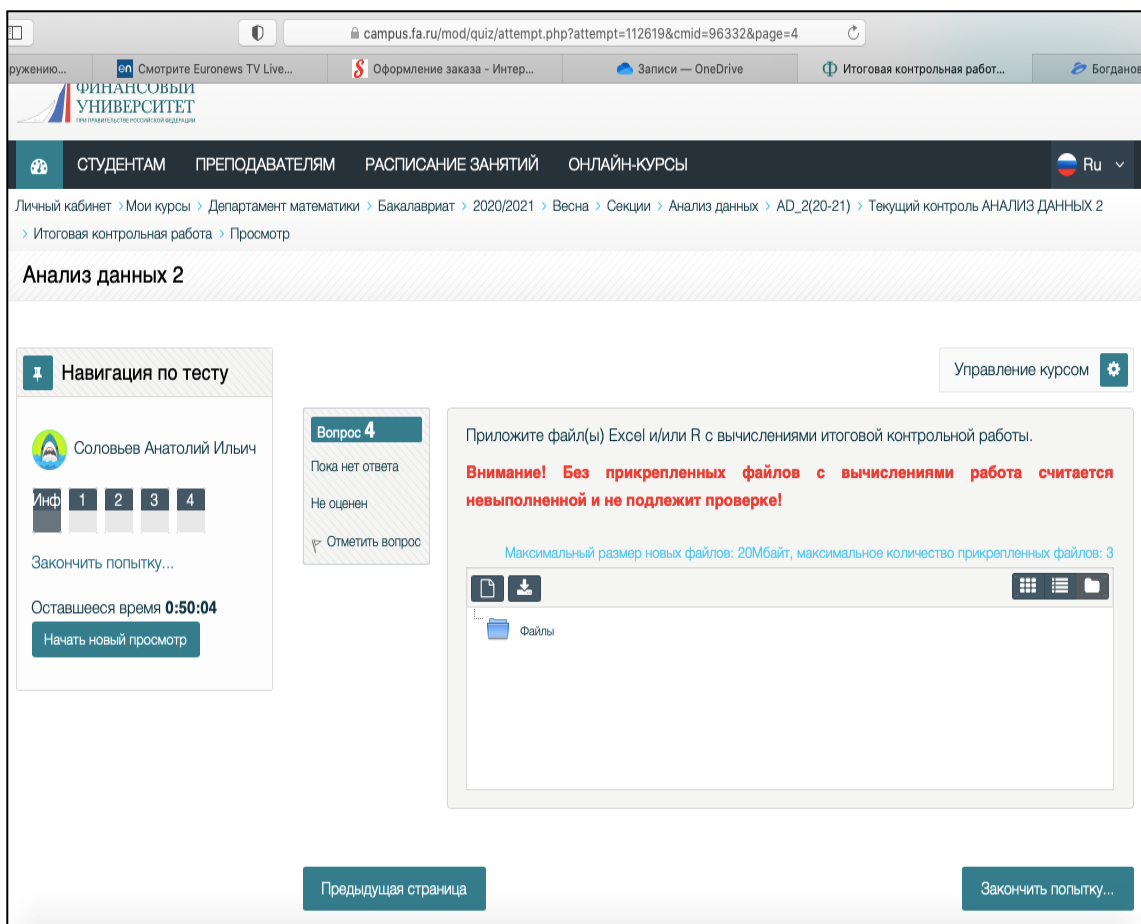 campus.fa.ru/mod/quiz/attempt.php?attempt=112619&cmid=96332&page=4
ружению...
en Смотрите Euronews TV Live...
S Оформление заказа - Интер...
Записи — OneDrive
Ф Итоговая контрольная работ...
Богданов
ФИНАНСОВЫЙ
УНИВЕРСИТЕТ
ПРИ ПРАВИТЕЛЬСТВЕ РОССИЙСКОЙ ФЕДЕРАЦИИ
СТУДЕНТАМ ПРЕПОДАВАТЕЛЯМ РАСПИСАНИЕ ЗАНЯТИЙ ОНЛАЙН-КУРСЫ Ru
Личный кабинет > Мои курсы > Департамент математики > Бакалавриат > 2020/2021 > Весна > Секции > Анализ данных > AD_2(20-21) > Текущий контроль АНАЛИЗ ДАННЫХ 2
> Итоговая контрольная работа > Просмотр
Анализ данных 2
Навигация по тесту
Соловьев Анатолий Ильич
Инф 1 2 3 4
Закончить попытку...
Оставшееся время 0:50:04
Начать новый просмотр
Управление курсом
Вопрос 4
Пока нет ответа
Не оценен
Отметить вопрос
Приложите файл(ы) Excel и/или R с вычислениями итоговой контрольной работы.
Внимание! Без прикрепленных файлов с вычислениями работа считается
невыполненной и не подлежит проверке!
Максимальный размер новых файлов: 20Мбайт, максимальное количество прикрепленных файлов: 3
Файлы
Предыдущая страница
Закончить попытку...